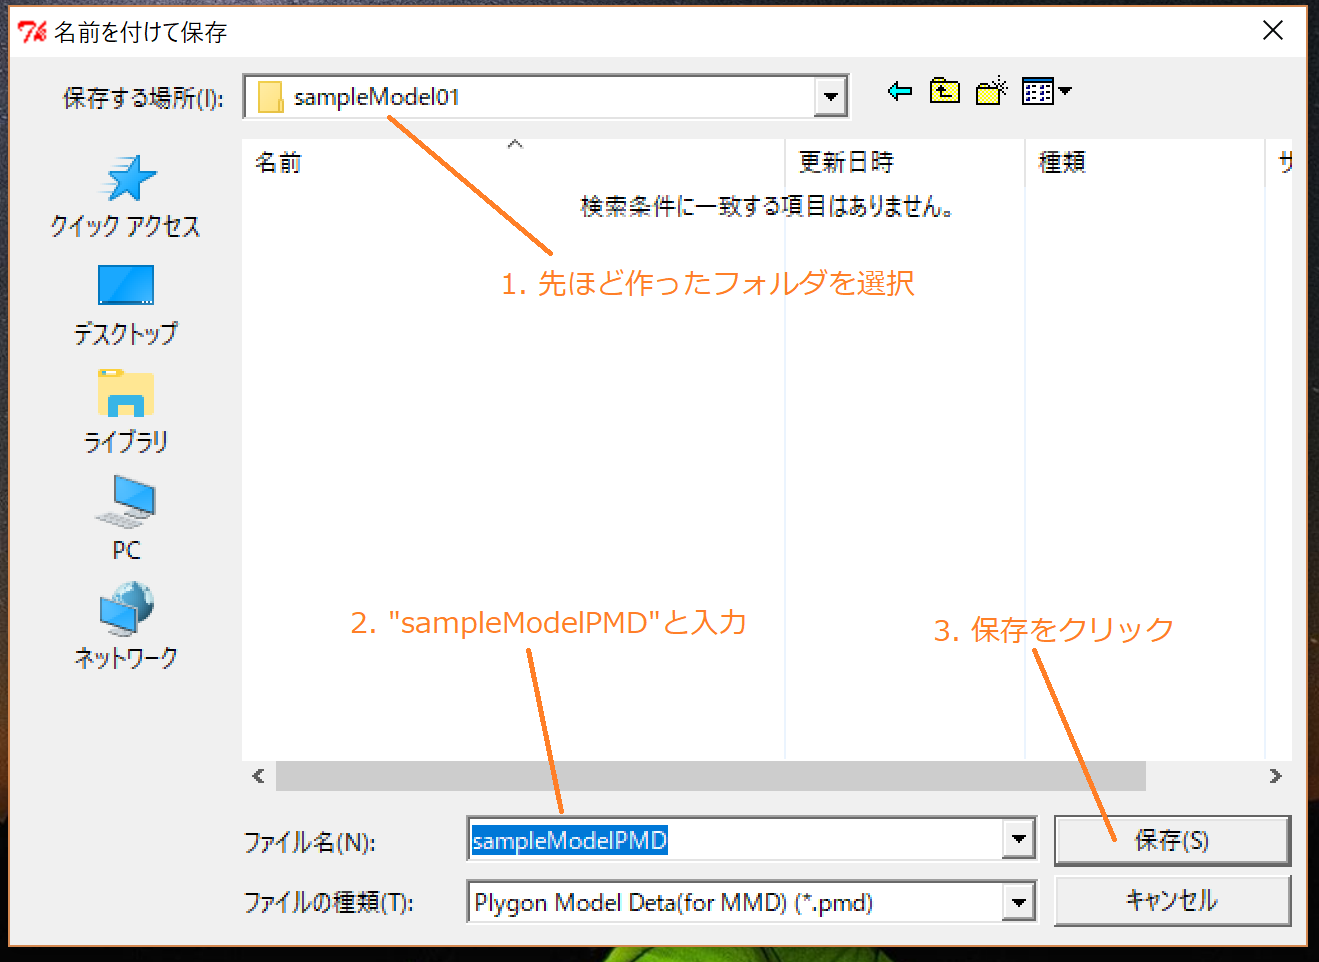 名前を付けて保存
保存する場所(I):
sampleModel01
名前
更新日時
種類
サ
検索条件に一致する項目はありません。
クイック アクセス
デスクトップ
ライブラリ
PC
ネットワーク
1. 先ほど作ったフォルダを選択
2. "sampleModelPMD"と入力
3. 保存をクリック
ファイル名(N):
sampleModelPMD
保存(S)
ファイルの種類(T):
Plygon Model Deta(for MMD) (*.pmd)
キャンセル